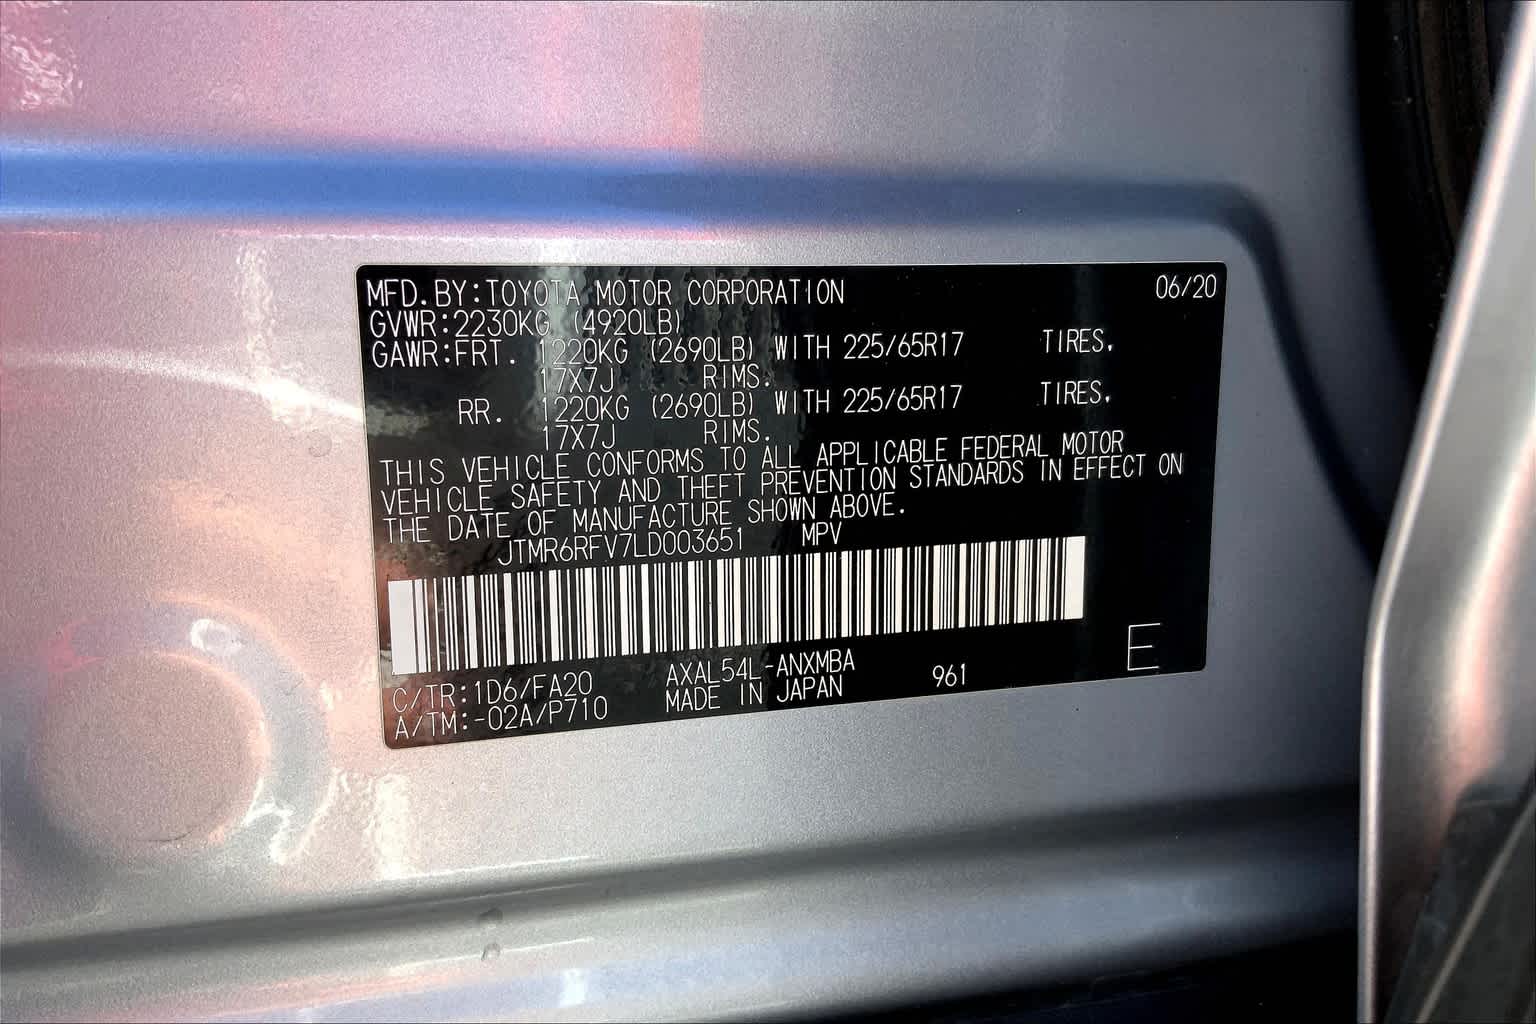 MFD.BY:TOYOTA MOTOR CORPORATION 06/20
GVWR:2230KG (4920LB)
GAWR:FRT. 1220KG (2690LB) WITH 225/65R17 TIRES,
17X7J RIMS.
RR. 1220KG (2690LB) WITH 225/65R17 TIRES,
17X7J RIMS.
THIS VEHICLE CONFORMS TO ALL APPLICABLE FEDERAL MOTOR
VEHICLE SAFETY AND THEFT PREVENTION STANDARDS IN EFFECT ON
THE DATE OF MANUFACTURE SHOWN ABOVE.
JTMR6RFV7LD003651 MPV
C/TR:1D6/FA20 AXAL54L-ANXMBA 961 E
A/TM:-02A/P710 MADE IN JAPAN